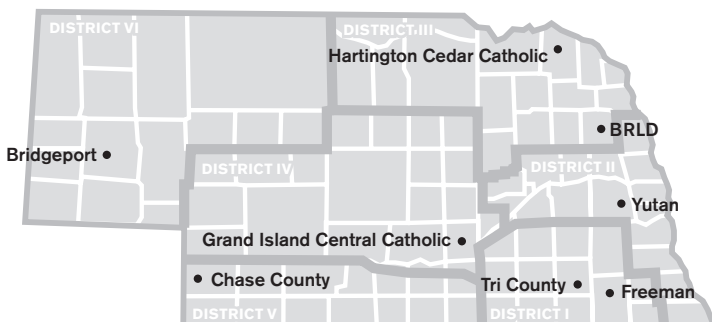 DISTRICT VI
DISTRICT III
Hartington Cedar Catholic
BRLD
Bridgeport
DISTRICT IV
DISTRICT II
Yutan
Grand Island Central Catholic
Chase County
Tri County
Freeman
DISTRICT V
DISTRICT I